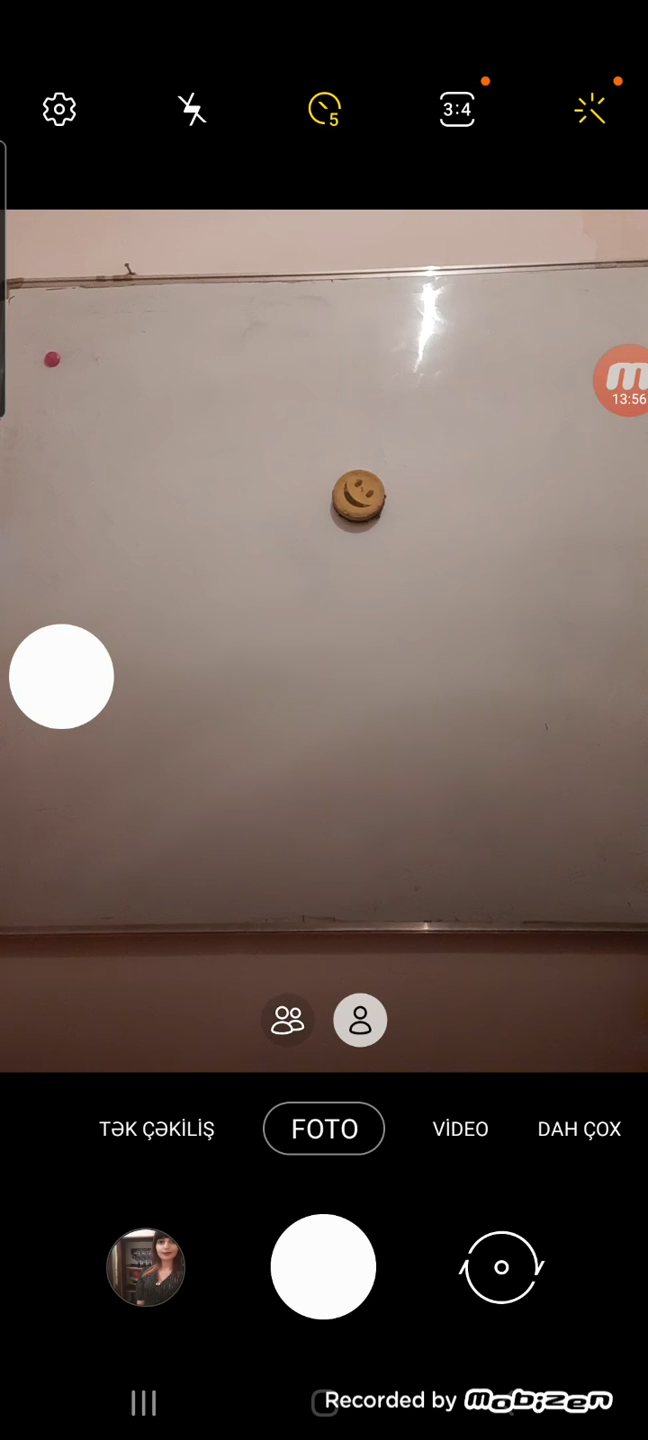 5
3:4
m
13:56
TƏK ÇƏKİLİŞ
FOTO
VİDEO
DAH ÇOX
Recorded by mobizen